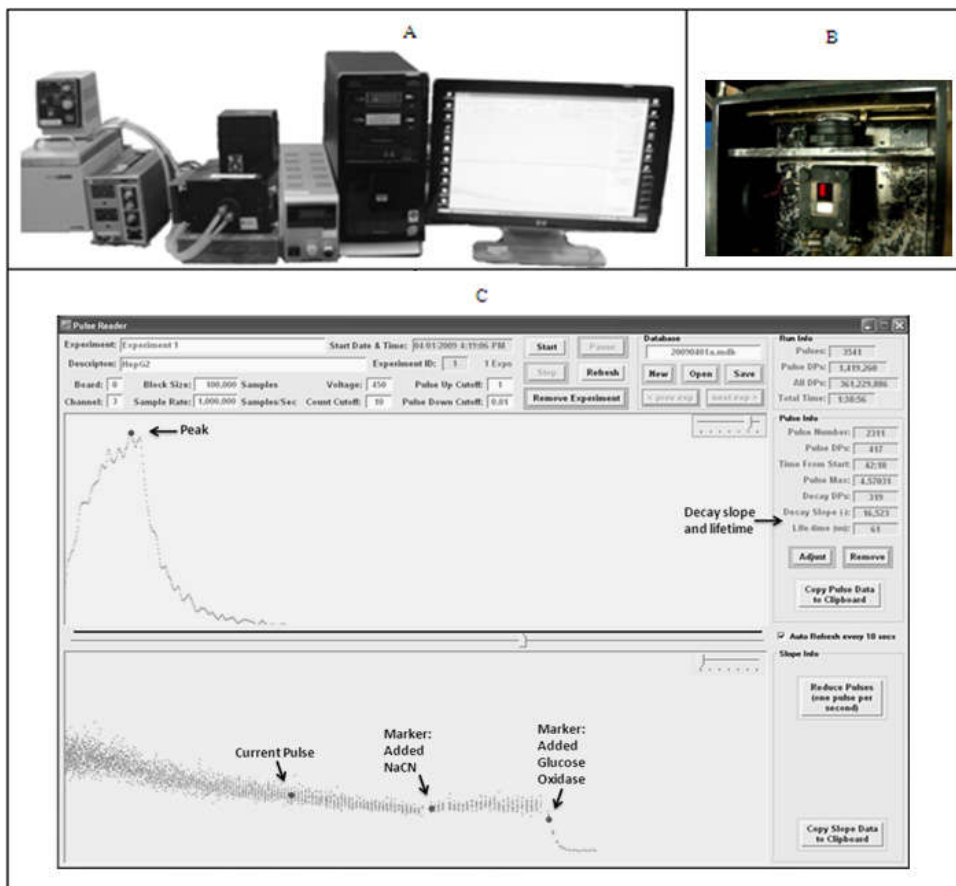 A
B
C
Pulse Reader
Experiment: Experiment 1 Start Date & Time: 04/01/2009 4:19:06 PM Start Pause
Descripton: HepG2 Experiment ID: 1 1 Exps Stop Refresh
Board: 0 Block Size: 100,000 Samples Voltage: 450 Pulse Up Cutoff: 1
Channel: 3 Sample Rate: 1,000,000 Samples/Sec Count Cutoff: 10 Pulse Down Cutoff: 0.01 Remove Experiment
Database
20090401a.mdb
New Open Save
< prev exp next exp >
Run Info
Pulses: 3541
Pulse DPs: 1,419,260
All DPs: 361,229,886
Total Time: 1:30:56
Peak
Decay slope
and lifetime
Pulse Info
Pulse Number: 2311
Pulse DPs: 417
Time From Start: 42:10
Pulse Max: 4.57031
Decay DPs: 319
Decay Slope (-): 16,523
Life time (us): 61
Adjust Remove
Copy Pulse Data
to Clipboard
Auto Refresh every 10 secs
Current Pulse
Marker:
Added
NaCN
Marker:
Added
Glucose
Oxidase
Slope Info
Reduce Pulses
(one pulse per
second)
Copy Slope Data
to Clipboard